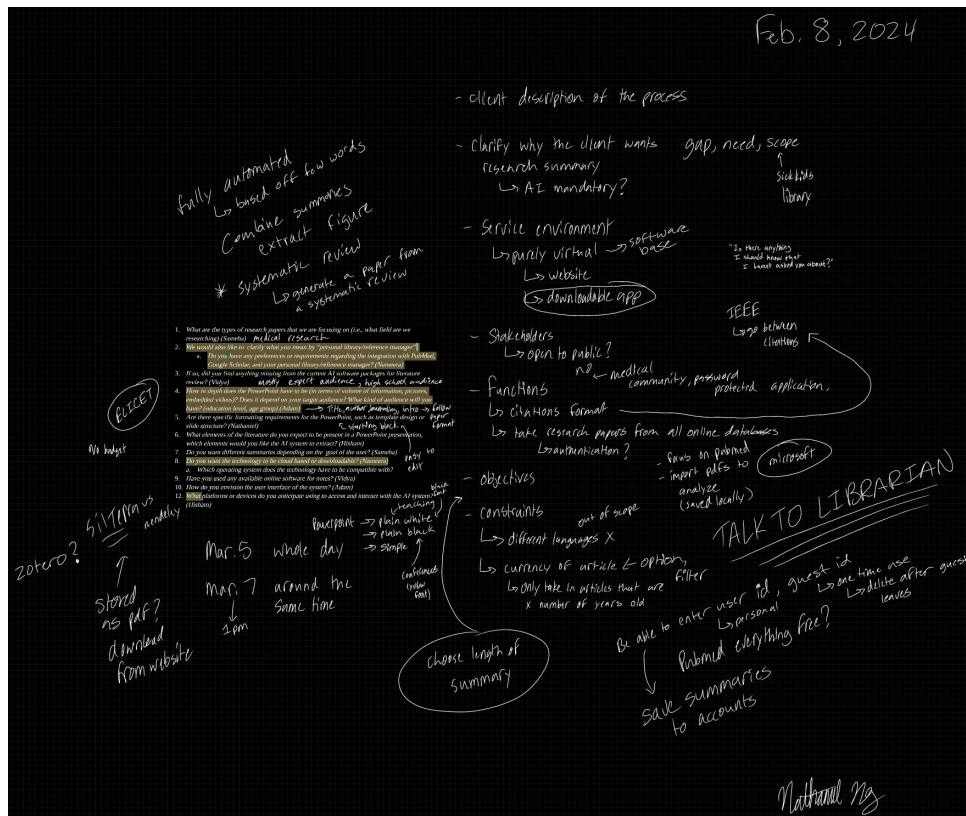 Feb. 8, 2024
- client description of the process
- Clarify why the client wants
research summary
↳ AI mandatory?
gap, need, scope
↑
Sickkids
library
fully automated
↳ based off few words
Combine summaries
extract figure
* systematic review
↳ generate a paper from
a systematic review
- Service environment
↳ purely virtual → software
base
↳ website
↳ downloadable app
"Is there anything
I should know that
I haven't asked you about?"
IEEE
↳ go between
citations
- Stakeholders
↳ open to public?
no ← medical
community, password
protected application,
- Functions
↳ citations format
↳ take research papers from all online databases
↳ authentication?
- focus on pubmed
- import pdfs to
analyze
(saved locally)
microsoft
1. What are the types of research papers that we are focusing on (i.e., what field are we
researching) (Sameha) medical research
2. We would also like to clarify what you mean by "personal library/reference manager"
a. Do you have any preferences or requirements regarding the integration with PubMed,
Google Scholar, and your personal library/reference manager? (Nameera)
3. If so, did you find anything missing from the current AI software packages for literature
review? (Vidya) mostly expert audience, high school audience
4. How in depth does the PowerPoint have to be (in terms of volume of information, pictures,
embedded videos)? Does it depend on your target audience? What kind of audience will you
have? (education level, age group) (Adam) → Title, author, journal, intro → follow
paper
format
5. Are there specific formatting requirements for the PowerPoint, such as template design or
slide structure? (Nathaniel) starting block
6. What elements of the literature do you expect to be present in a PowerPoint presentation,
which elements would you like the AI system to extract? (Hisham)
7. Do you want different summaries depending on the goal of the user? (Sameha)
8. Do you want the technology to be cloud based or downloadable? (Nameera)
a. Which operating system does the technology have to be compatible with?
9. Have you used any available online software for notes? (Vidya)
10. How do you envision the user interface of the system? (Adam)
12. What platforms or devices do you anticipate using to access and interact with the AI system?
(Hisham)
easy to
edit
ELICET
no budget
black
font
teaching
Powerpoint → plain white
→ plain black
→ simple
conferences
(yellow
font)
zotero?
vs
mendeley
↑
stored
as pdf?
download
from website
Mar. 5 whole day
Mar. 7 around the
same time
↓
1pm
- objectives
- constraints
out of scope
↳ different languages X
↳ currency of article ← option,
filter
↳ Only take in articles that are
x number of years old
choose length of
summary
TALK TO LIBRARIAN
Be able to enter user id, guest id
↳ personal
↳ one time use
↳ delete after guest
leaves
Pubmed everything free?
save summaries
to accounts
Nathaniel Ng